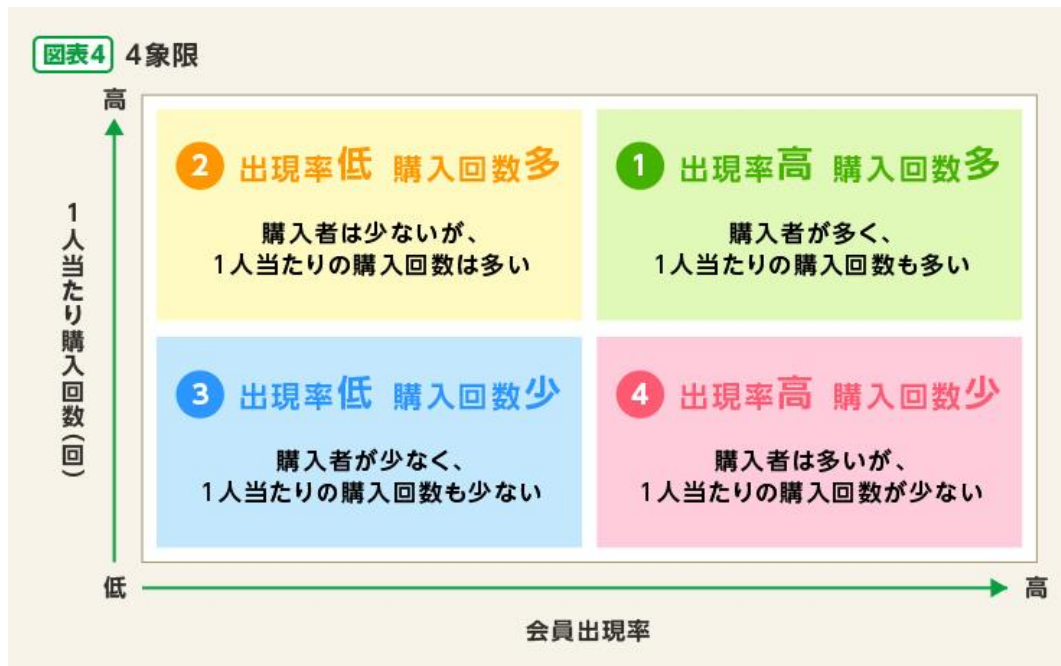 図表4 4象限
高
1人当たり購入回数(回)
2 出現率低 購入回数多
購入者は少ないが、
1人当たりの購入回数は多い
1 出現率高 購入回数多
購入者が多く、
1人当たりの購入回数も多い
3 出現率低 購入回数少
購入者が少なく、
1人当たりの購入回数も少ない
4 出現率高 購入回数少
購入者は多いが、
1人当たりの購入回数が少ない
低
高
会員出現率